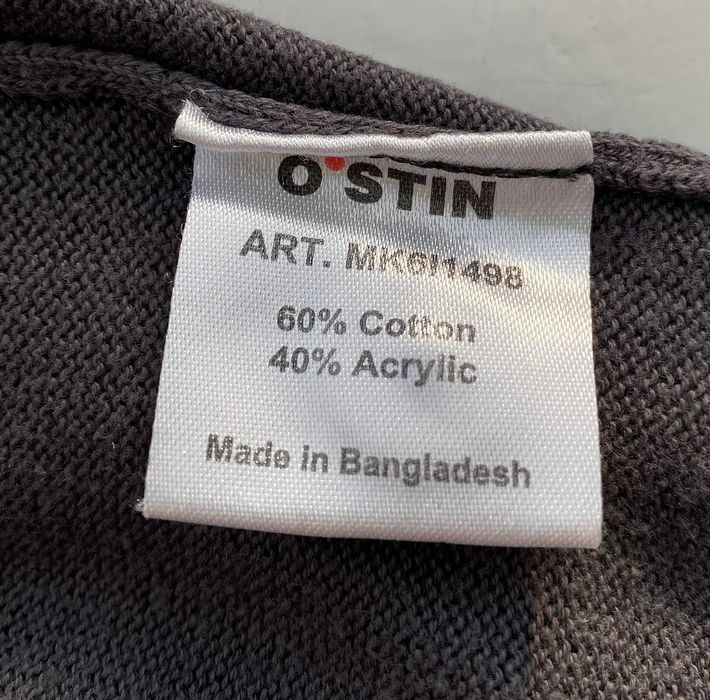 O'STIN
ART. MK6I1498
60% Cotton
40% Acrylic
Made in Bangladesh